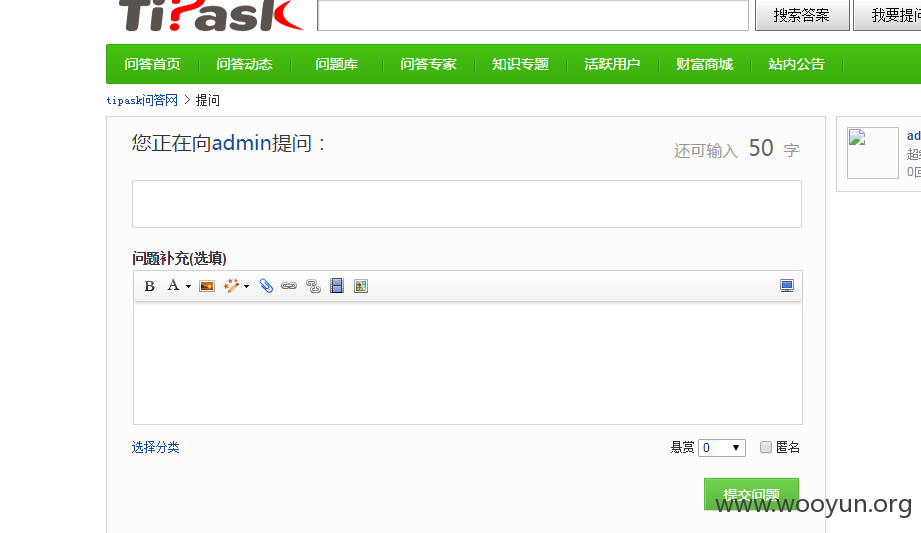 Tipask
搜索答案 我要提问
问答首页 问答动态 问题库 问答专家 知识专题 活跃用户 财富商城 站内公告
tipask问答网 > 提问
您正在向admin提问：
还可输入 50 字
ad
超
0回
问题补充(选填)
B A
选择分类
悬赏 0 匿名
提交问题
www.wooyun.org